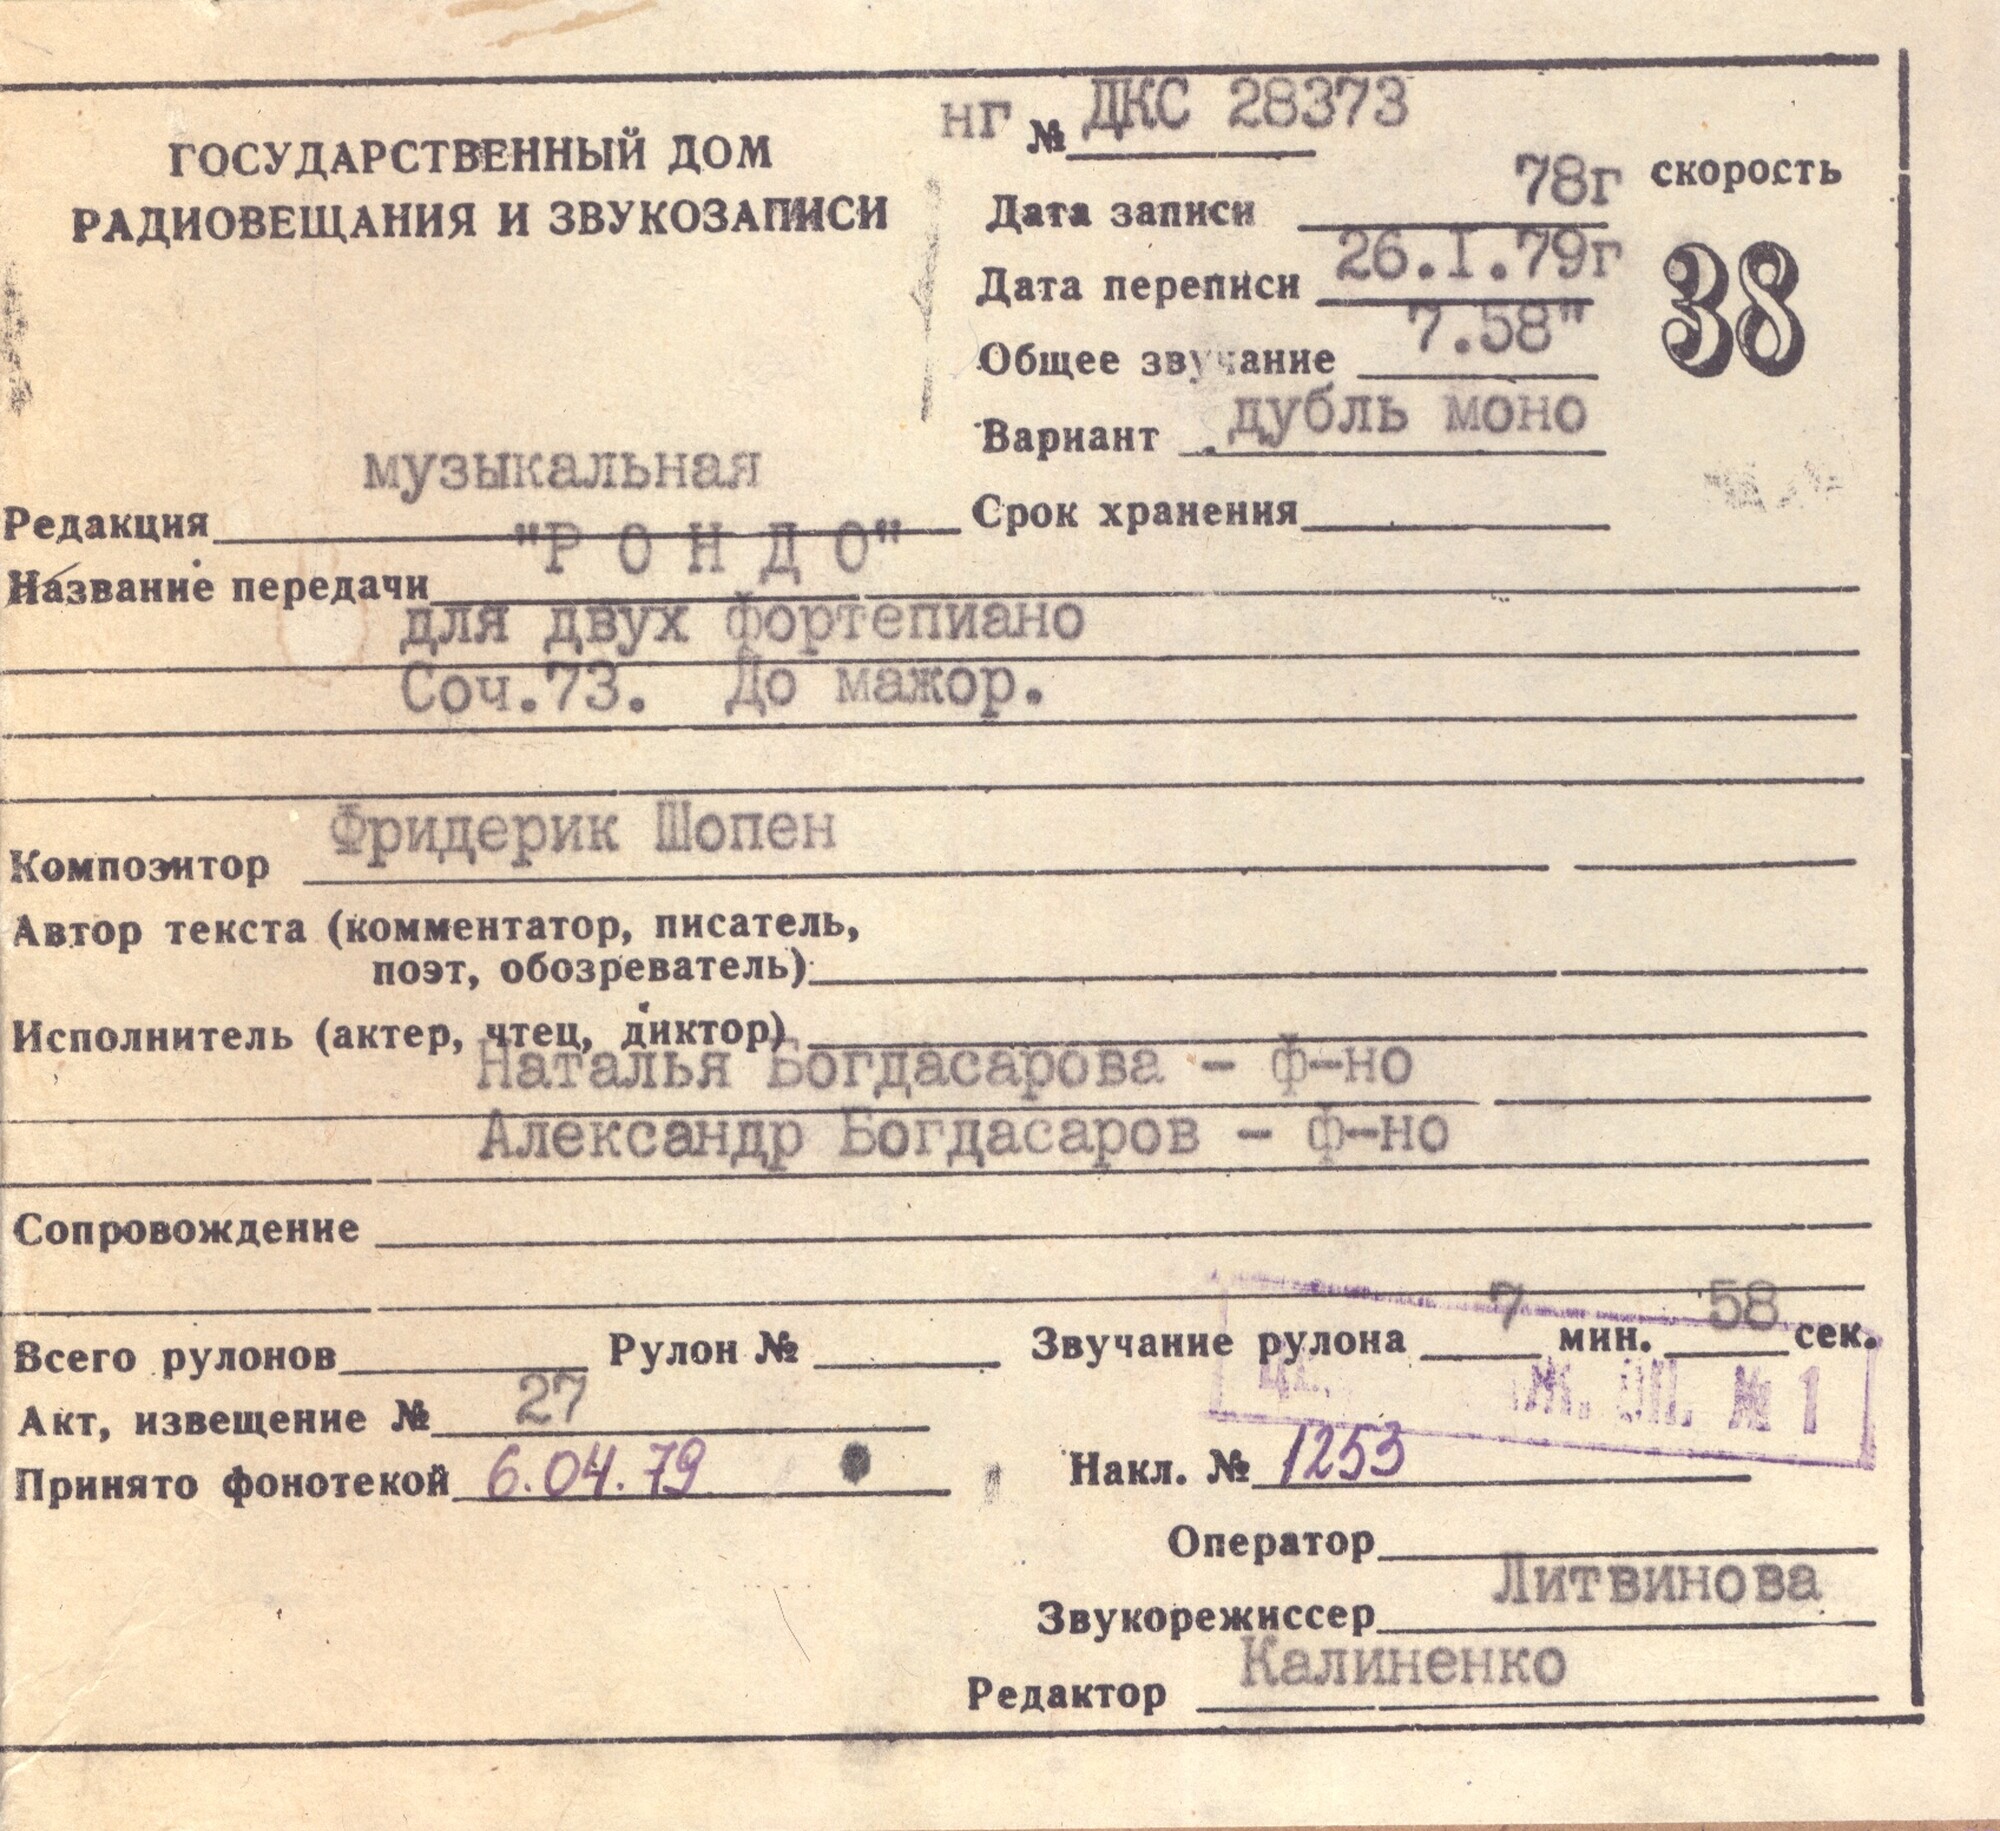 нг № ДКС 28373
ГОСУДАРСТВЕННЫЙ ДОМ
РАДИОВЕЩАНИЯ И ЗВУКОЗАПИСИ
Дата записи 78г
скорость
38
Дата переписи 26.I.79г
Общее звучание 7.58"
Вариант дубль моно
Срок хранения
Редакция музыкальная
Название передачи "Р О Н Д О"
для двух фортепиано
Соч.73. До мажор.
Композитор Фридерик Шопен
Автор текста (комментатор, писатель,
поэт, обозреватель)
Исполнитель (актер, чтец, диктор)
Наталья Богдасарова - ф-но
Александр Богдасаров - ф-но
Сопровождение
Всего рулонов Рулон № Звучание рулона 7 мин. 58 сек.
№ 1
Акт, извещение № 27
Принято фонотекой 6.04.79 Накл. № 1253
Оператор
Звукорежиссер Литвинова
Редактор Калиненко